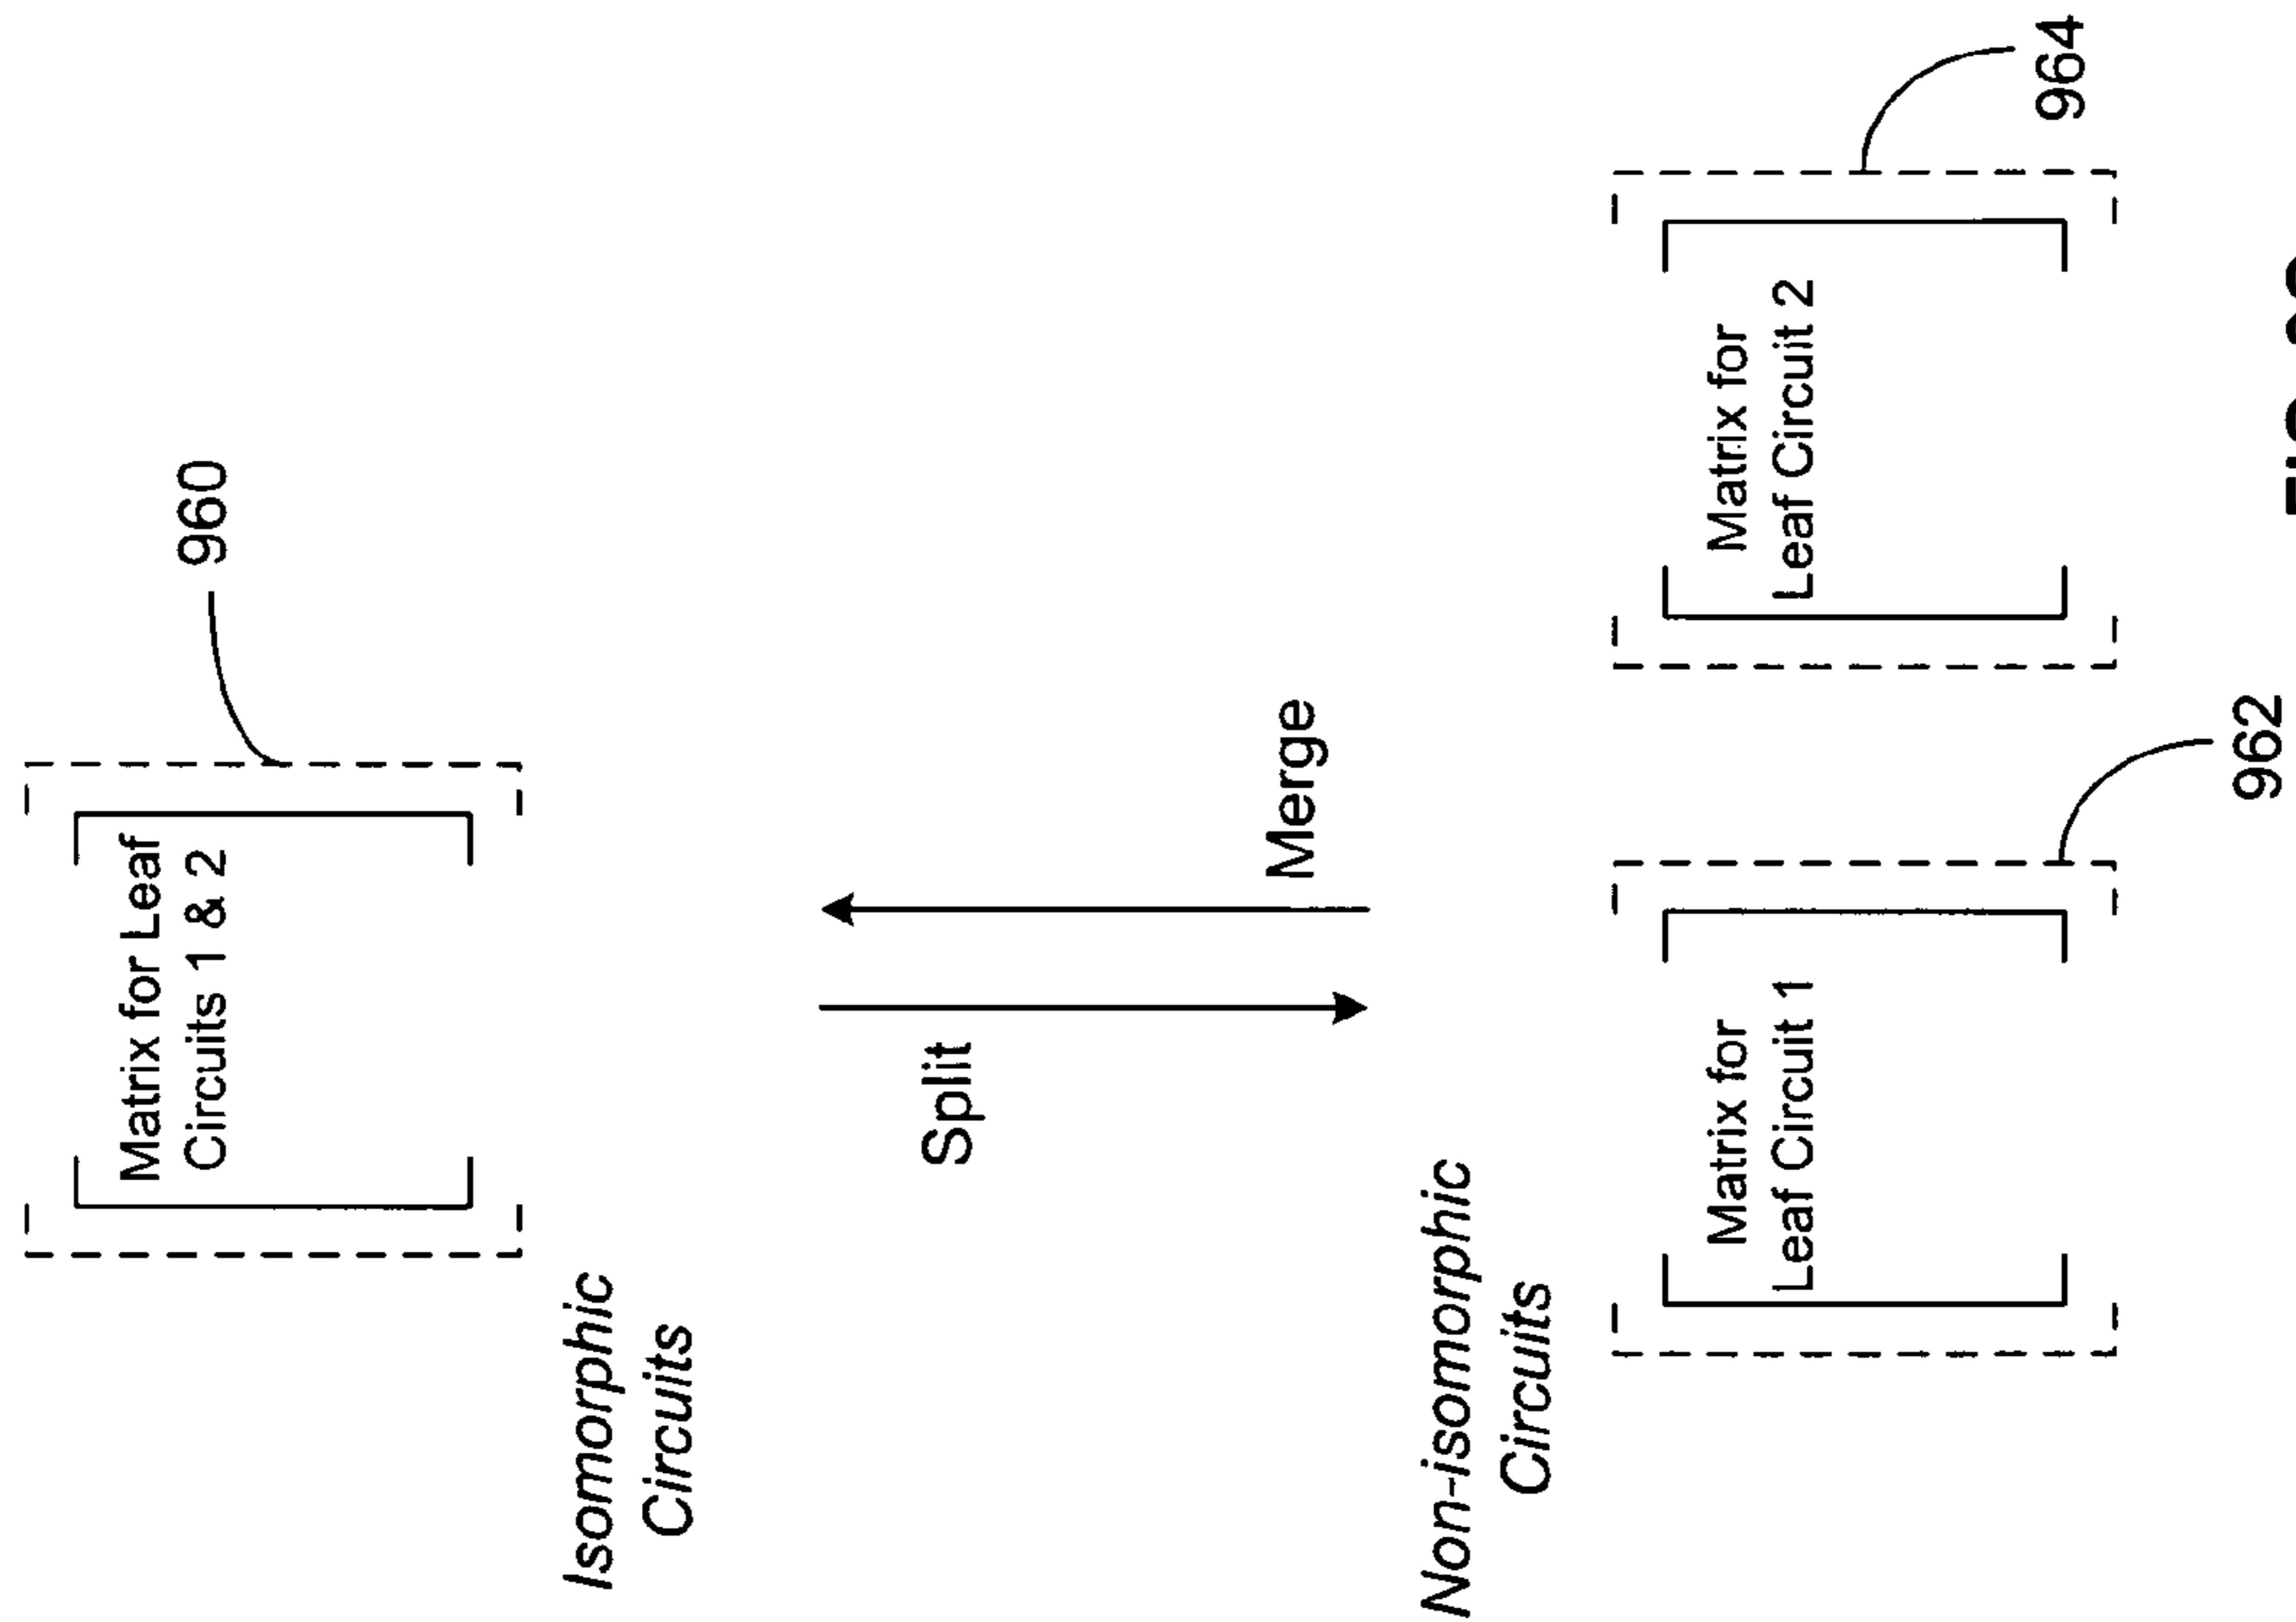 Matrix for Leaf
Circuits 1 & 2
960
Isomorphic
Circuits
Split
Merge
Non-isomorphic
Circuits
Matrix for
Leaf Circuit 1
Matrix for
Leaf Circuit 2
964
962